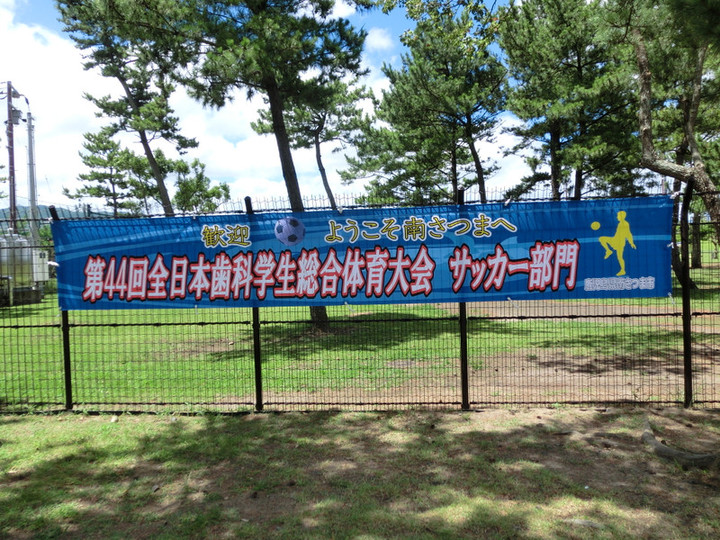 歓迎 ようこそ南さつまへ
第44回全日本歯科学生総合体育大会 サッカー部門